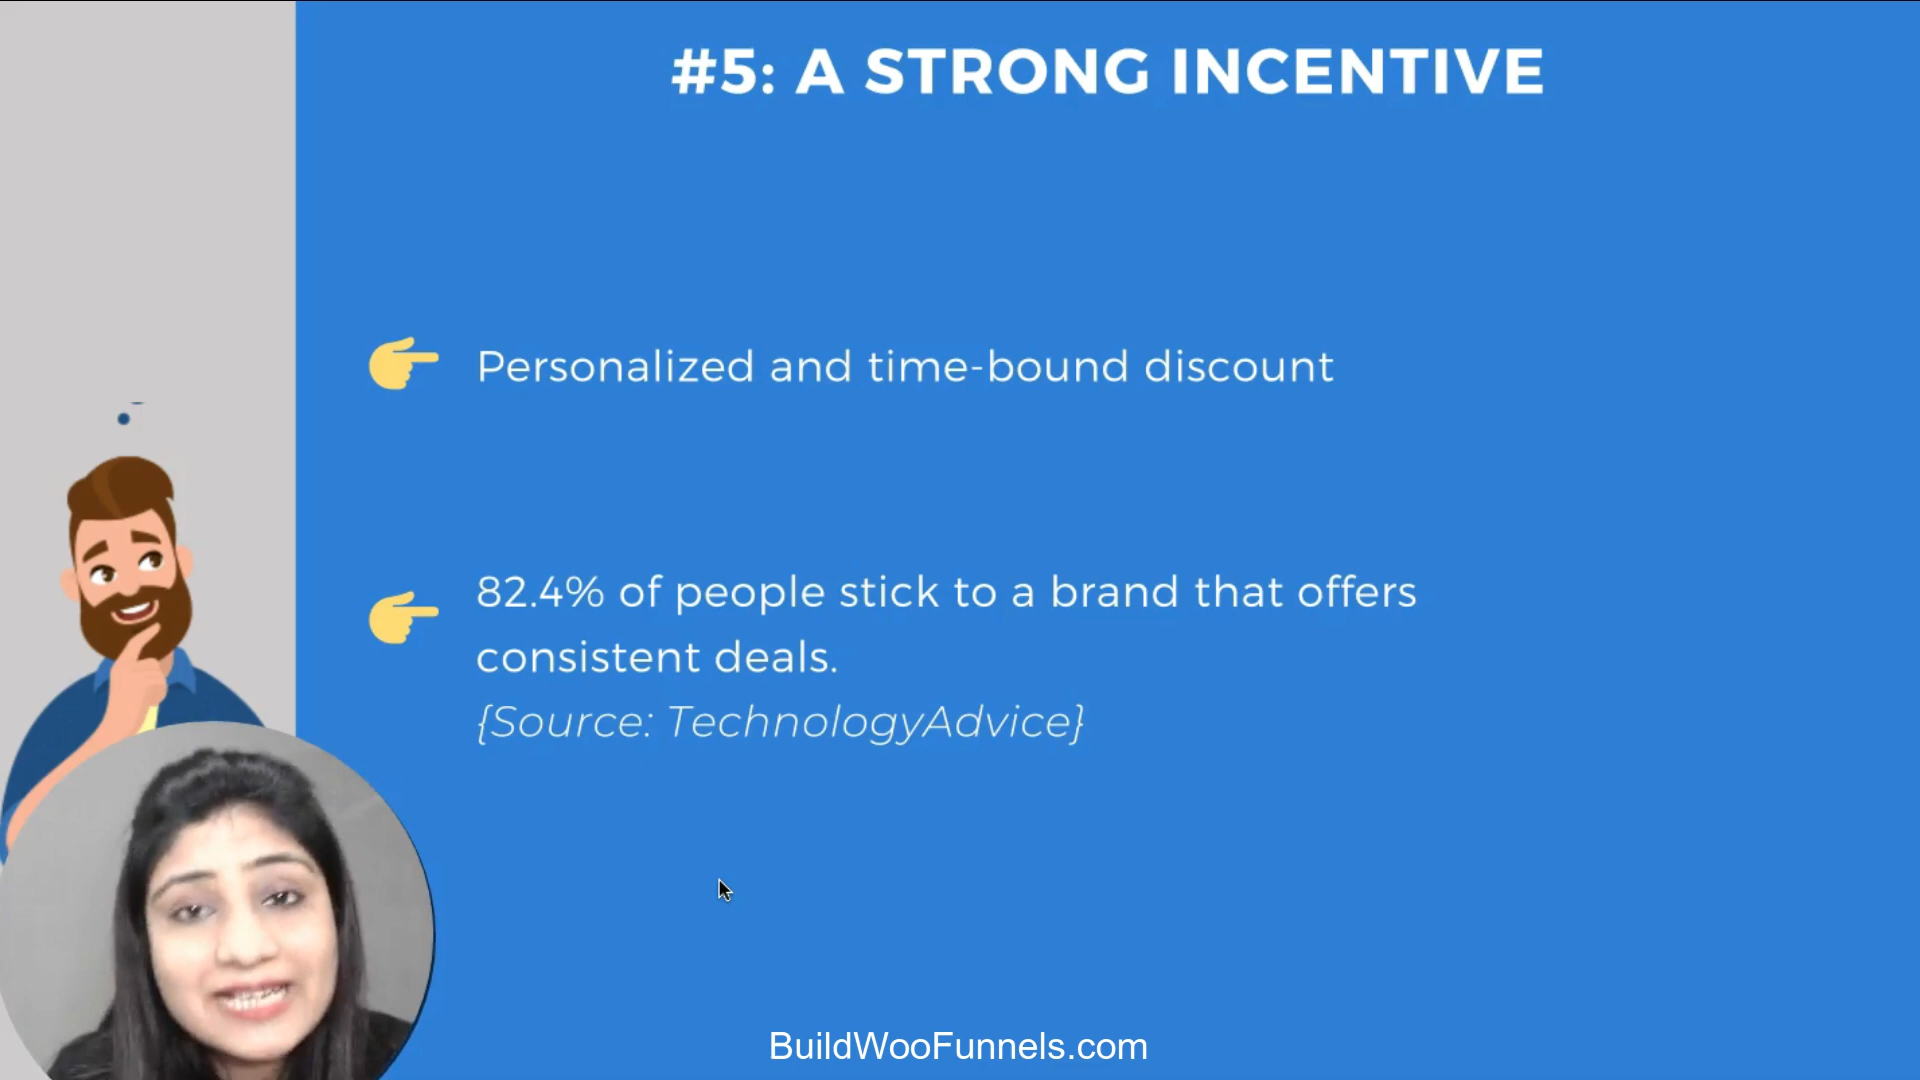 #5: A STRONG INCENTIVE
Personalized and time-bound discount
82.4% of people stick to a brand that offers
consistent deals.
{Source: TechnologyAdvice}
BuildWooFunnels.com